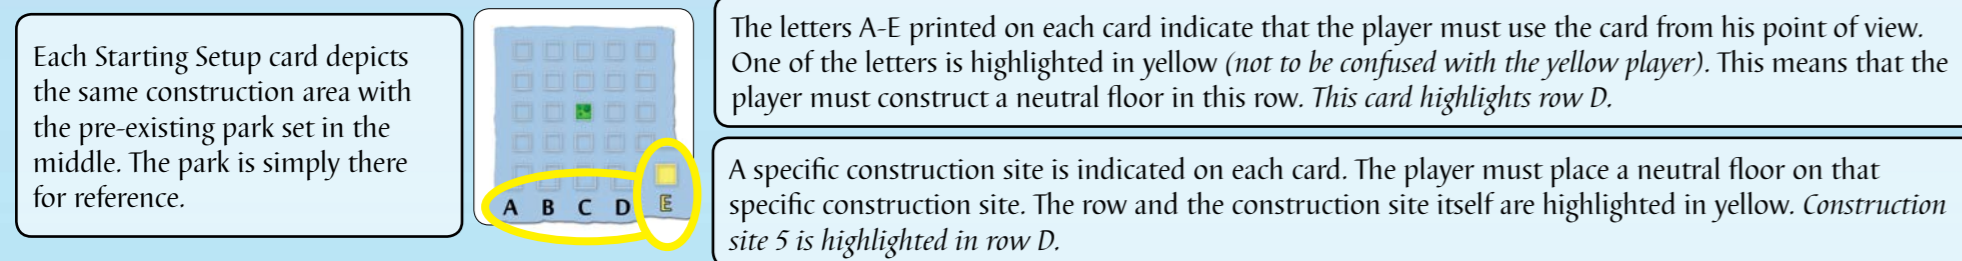 Each Starting Setup card depicts
the same construction area with
the pre-existing park set in the
middle. The park is simply there
for reference.
A B C D E
The letters A-E printed on each card indicate that the player must use the card from his point of view.
One of the letters is highlighted in yellow (not to be confused with the yellow player). This means that the
player must construct a neutral floor in this row. This card highlights row D.
A specific construction site is indicated on each card. The player must place a neutral floor on that
specific construction site. The row and the construction site itself are highlighted in yellow. Construction
site 5 is highlighted in row D.